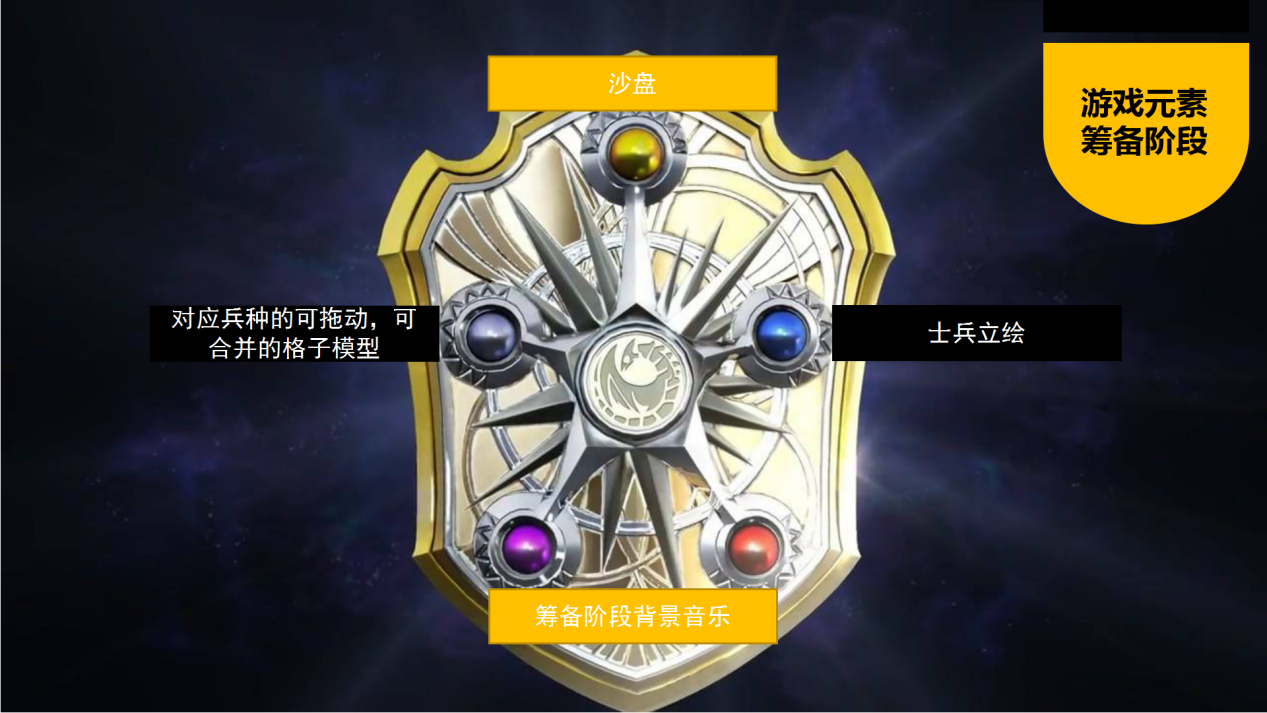 游戏元素
筹备阶段
沙盘
对应兵种的可拖动，可
合并的格子模型
士兵立绘
筹备阶段背景音乐